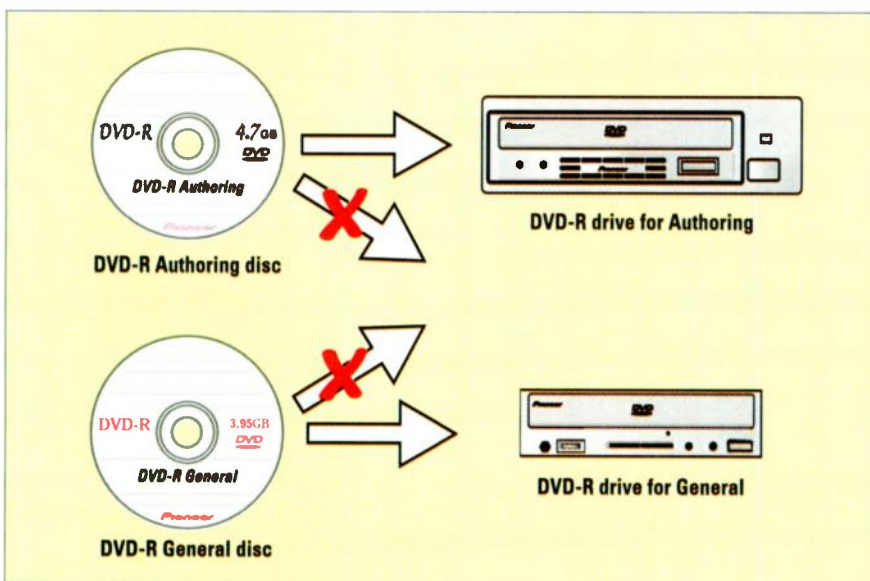 DVD-R
4.7GB
DVD
DVD-R Authoring
Pioneer
DVD-R Authoring disc
Pioneer
DVD
Pioneer
DVD-R drive for Authoring
DVD-R
3.95GB
DVD
DVD-R General
Pioneer
DVD-R General disc
Pioneer
DVD
DVD-R drive for General